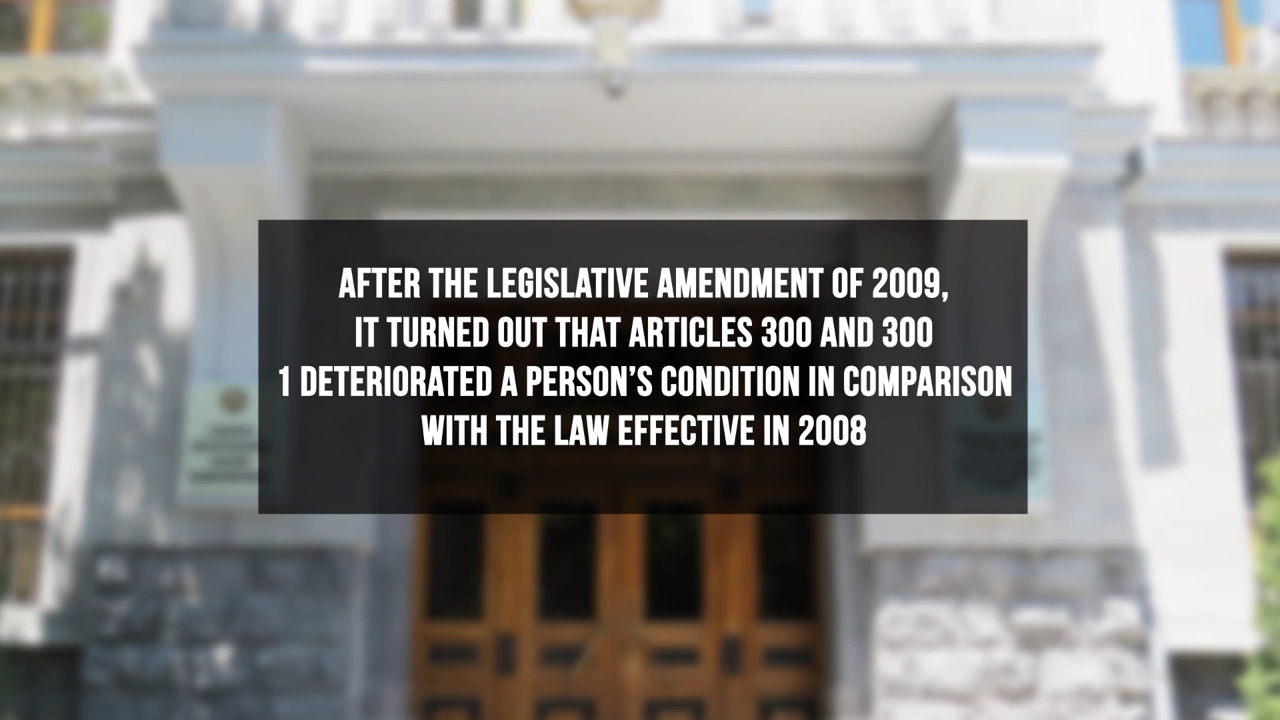 AFTER THE LEGISLATIVE AMENDMENT OF 2009,
IT TURNED OUT THAT ARTICLES 300 AND 300
1 DETERIORATED A PERSON’S CONDITION IN COMPARISON
WITH THE LAW EFFECTIVE IN 2008